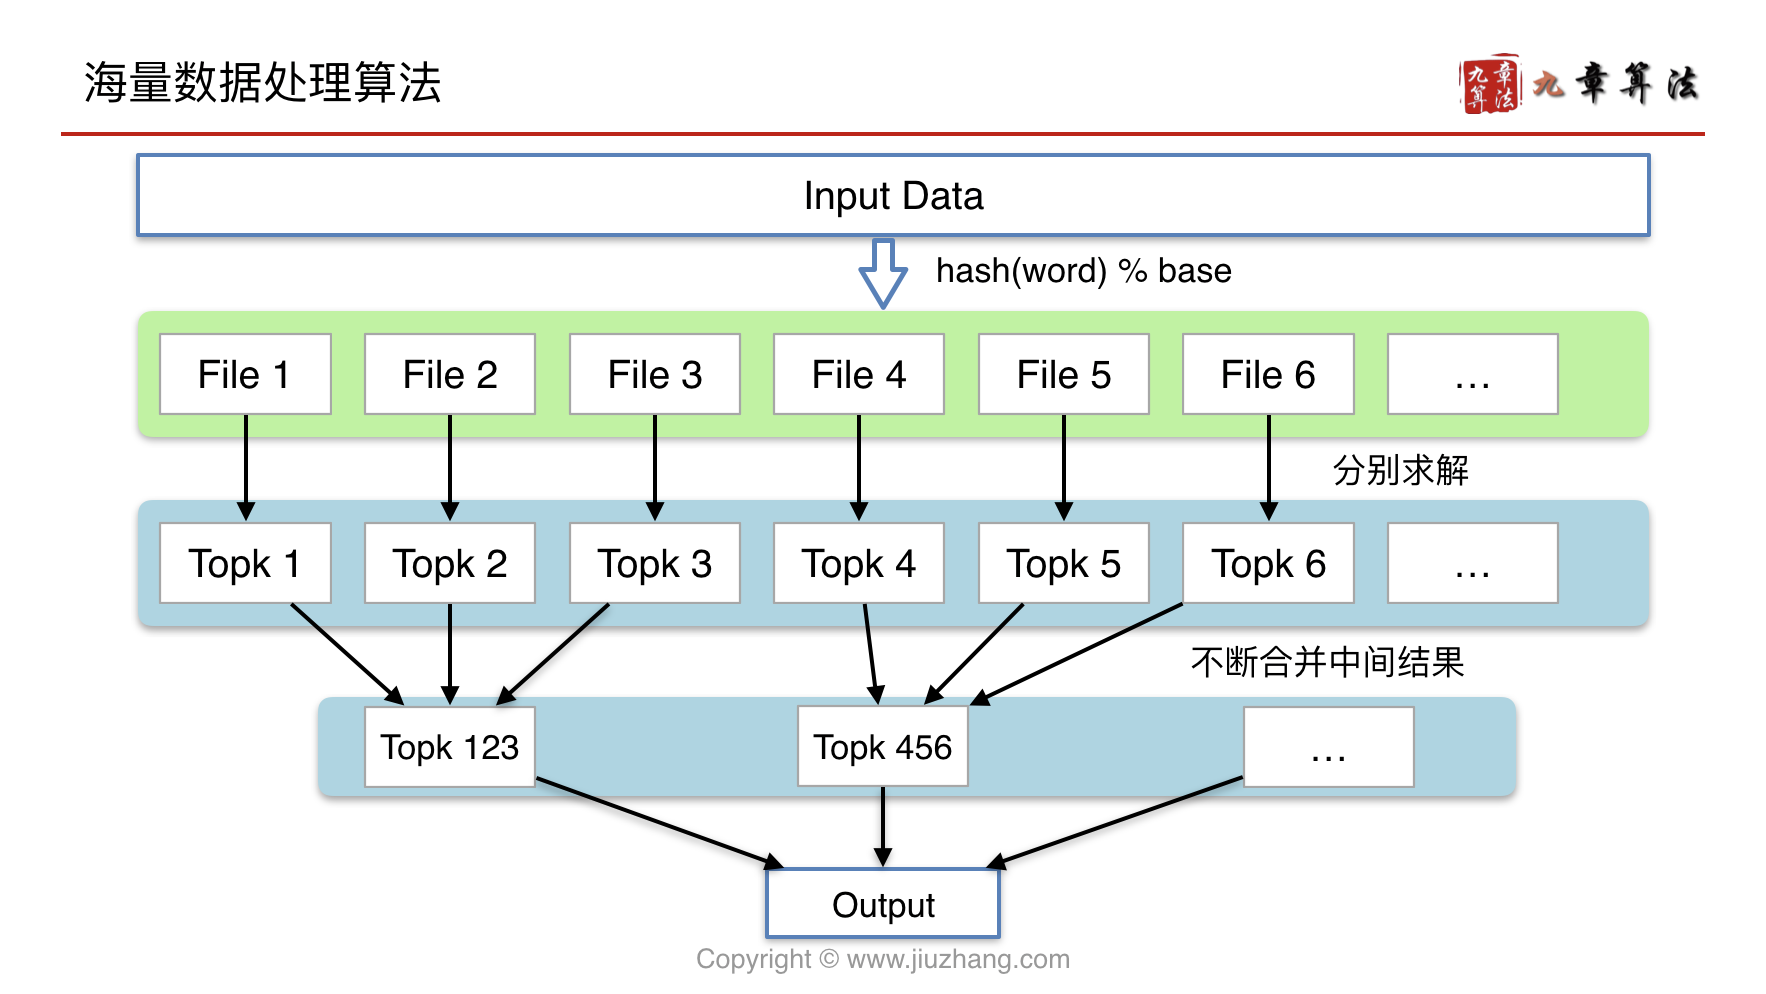 海量数据处理算法
九章算法
九章算法
Input Data
hash(word) % base
File 1 File 2 File 3 File 4 File 5 File 6 ...
分别求解
Topk 1 Topk 2 Topk 3 Topk 4 Topk 5 Topk 6 ...
不断合并中间结果
Topk 123 Topk 456 ...
Output
Copyright © www.jiuzhang.com